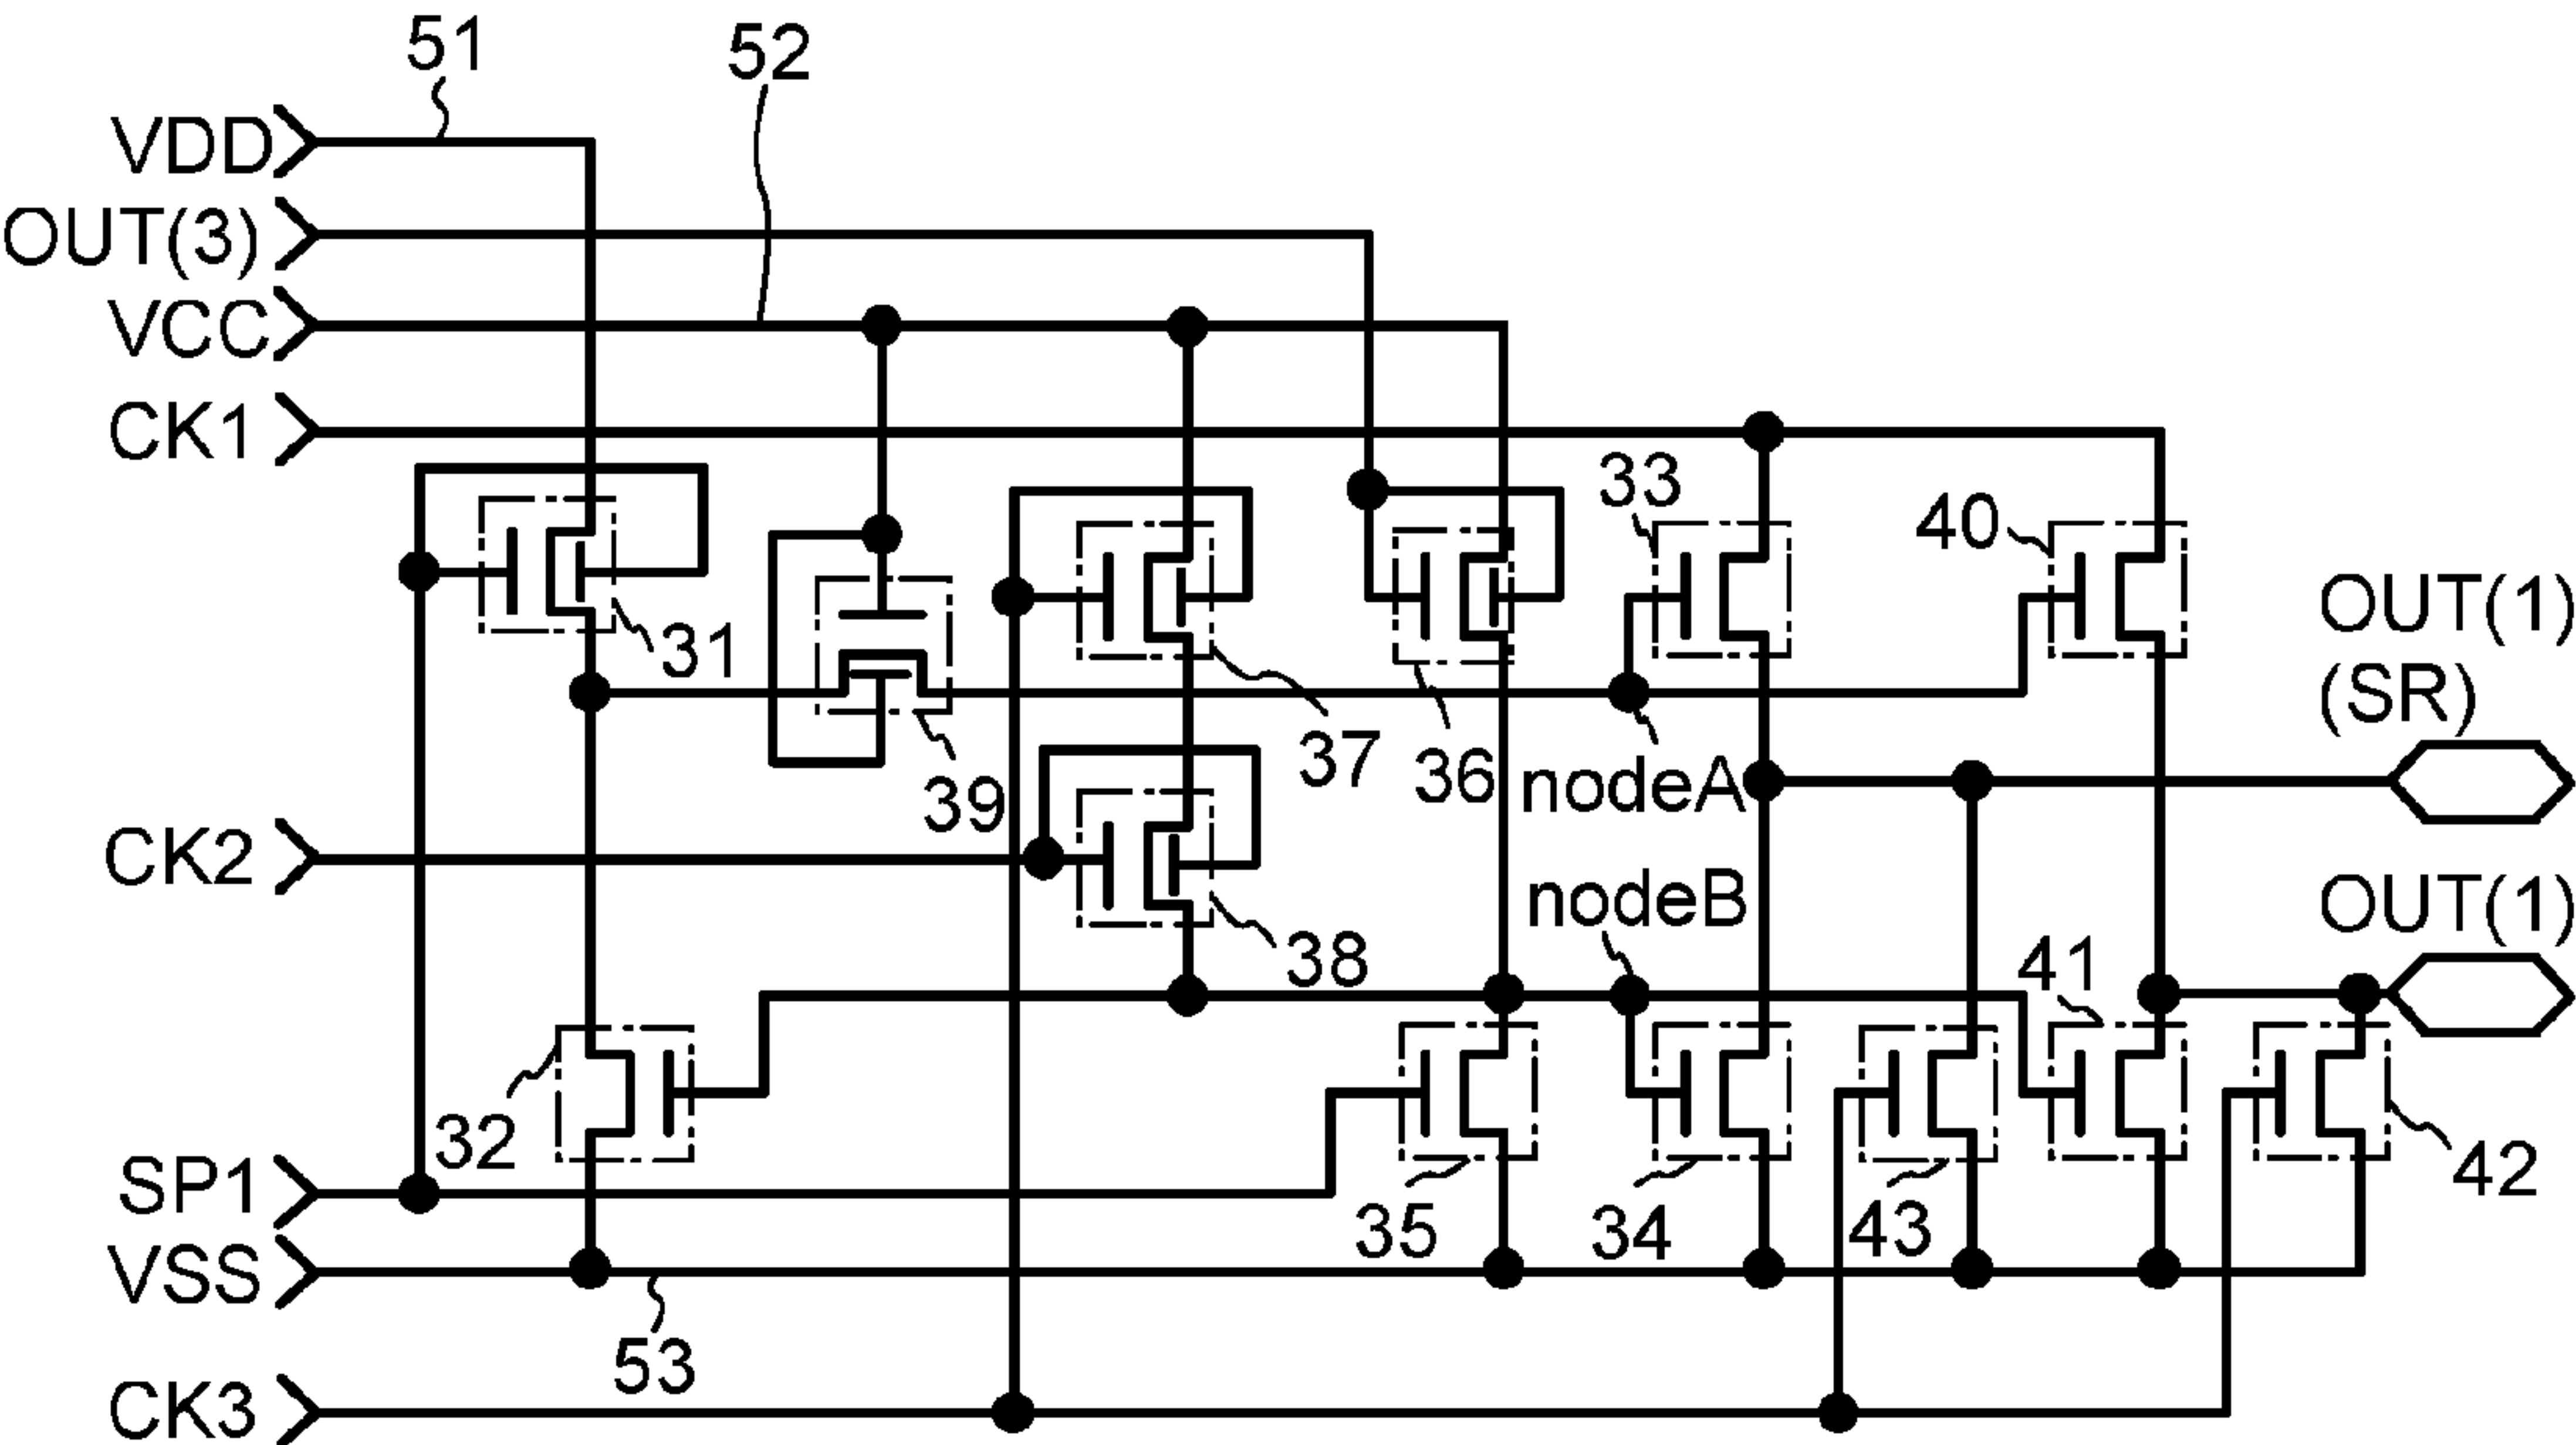 51
52
VDD
OUT(3)
VCC
CK1
33
40
OUT(1)
(SR)
31
37
36
nodeA
39
CK2
nodeB
OUT(1)
38
41
32
SP1
35
34
43
42
VSS
53
CK3